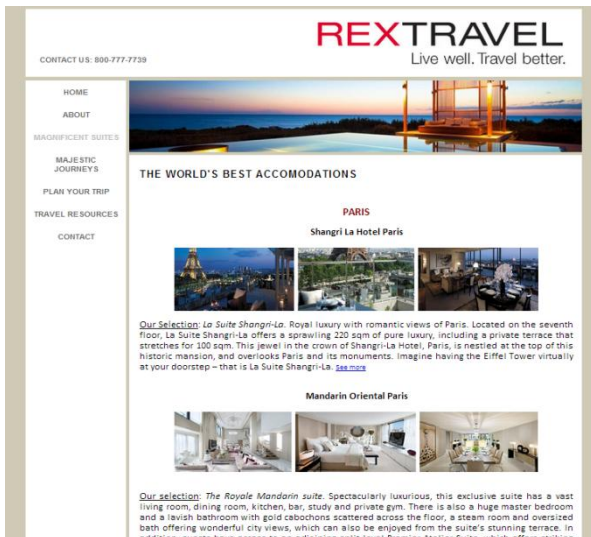 REXTRAVEL
Live well. Travel better.
CONTACT US: 800-777-7739
HOME
ABOUT
MAGNIFICENT SUITES
MAJESTIC
JOURNEYS
PLAN YOUR TRIP
TRAVEL RESOURCES
CONTACT
THE WORLD'S BEST ACCOMODATIONS
PARIS
Shangri La Hotel Paris
Our Selection: La Suite Shangri-La. Royal luxury with romantic views of Paris. Located on the seventh
floor, La Suite Shangri-La offers a sprawling 220 sqm of pure luxury, including a private terrace that
stretches for 100 sqm. This jewel in the crown of Shangri-La Hotel, Paris, is nestled at the top of this
historic mansion, and overlooks Paris and its monuments. Imagine having the Eiffel Tower virtually
at your doorstep – that is La Suite Shangri-La. See more
Mandarin Oriental Paris
Our selection: The Royale Mandarin suite. Spectacularly luxurious, this exclusive suite has a vast
living room, dining room, kitchen, bar, study and private gym. There is also a huge master bedroom
and a lavish bathroom with gold cabochons scattered across the floor, a steam room and oversized
bath offering wonderful city views, which can also be enjoyed from the suite's stunning terrace. In